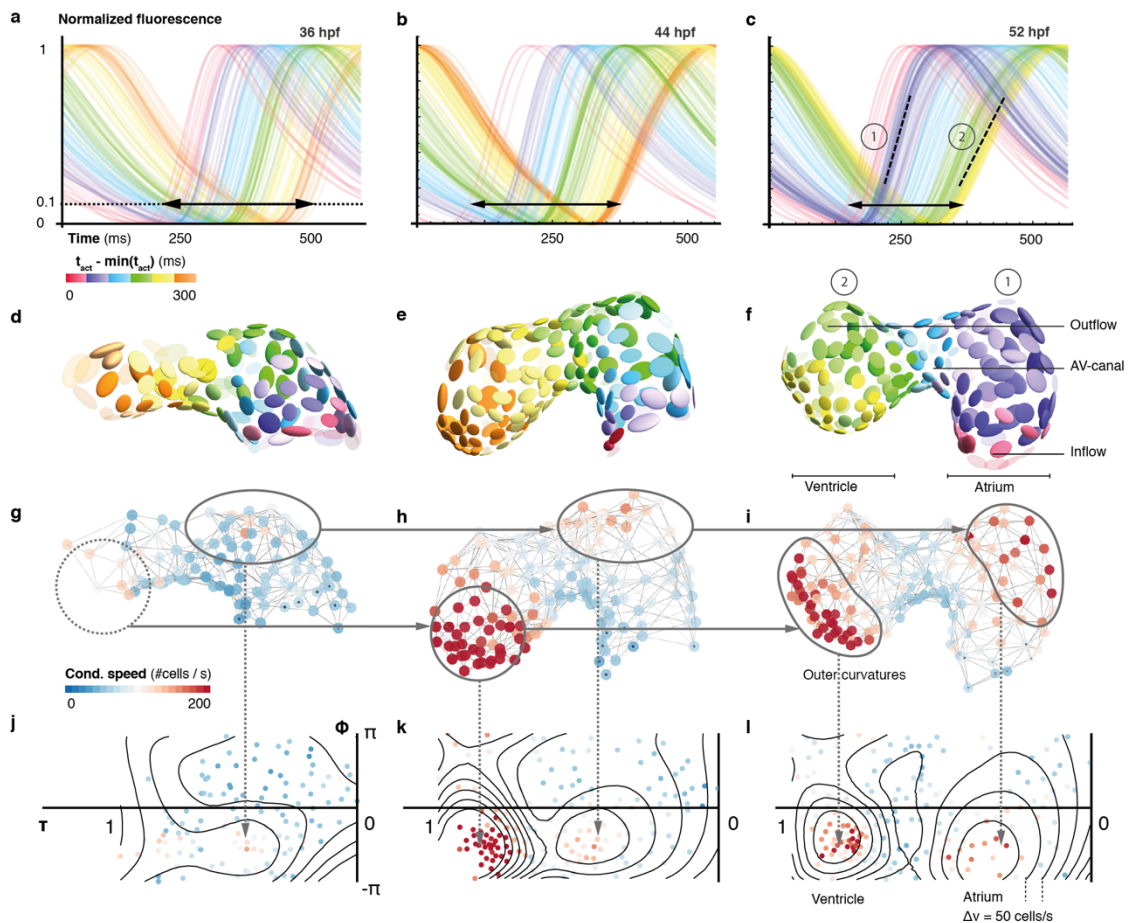 a Normalized fluorescence b c
36 hpf 44 hpf 52 hpf
1
1 2
0.1
0
Time (ms) 250 500 250 500 250 500
t_act - min(t_act) (ms)
0 300
2 1
d e f
Outflow
AV-canal
Inflow
Ventricle Atrium
g h i
Cond. speed (#cells / s)
0 200
Outer curvatures
j Φ π k l
τ 1 0 1 0 1 0
-π
Ventricle Atrium
Δv = 50 cells/s